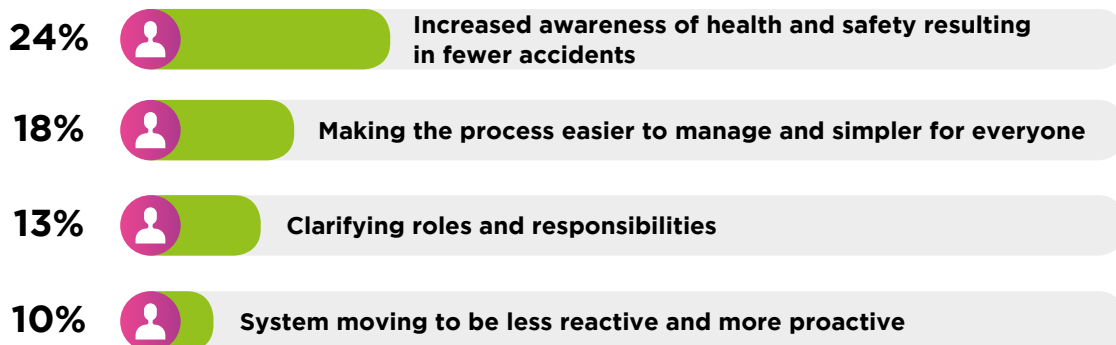 24%
Increased awareness of health and safety resulting
in fewer accidents
18%
Making the process easier to manage and simpler for everyone
13%
Clarifying roles and responsibilities
10%
System moving to be less reactive and more proactive